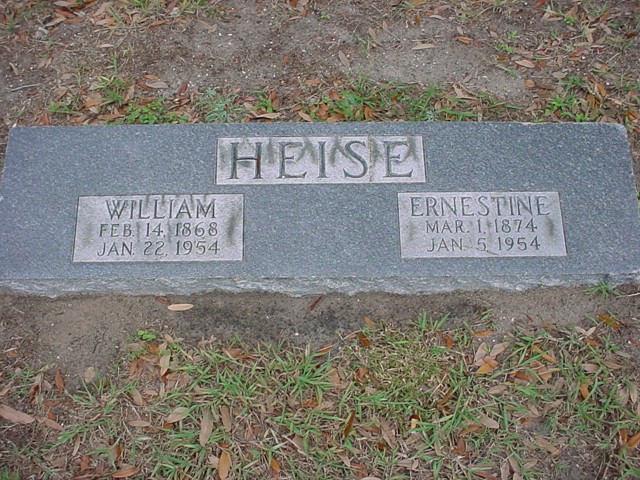 HEISE
WILLIAM
FEB. 14, 1868
JAN. 22, 1954
ERNESTINE
MAR. 1, 1874
JAN. 5, 1954